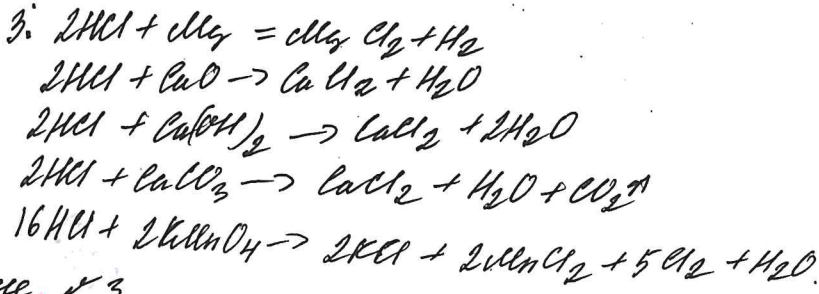 3. 2HCl + Mg = MgCl₂ + H₂
2HCl + CaO → CaCl₂ + H₂O
2HCl + Ca(OH)₂ → CaCl₂ + 2H₂O
2HCl + CaCO₃ → CaCl₂ + H₂O + CO₂↑
16HCl + 2KMnO₄ → 2KCl + 2MnCl₂ + 5Cl₂ + H₂O.
3